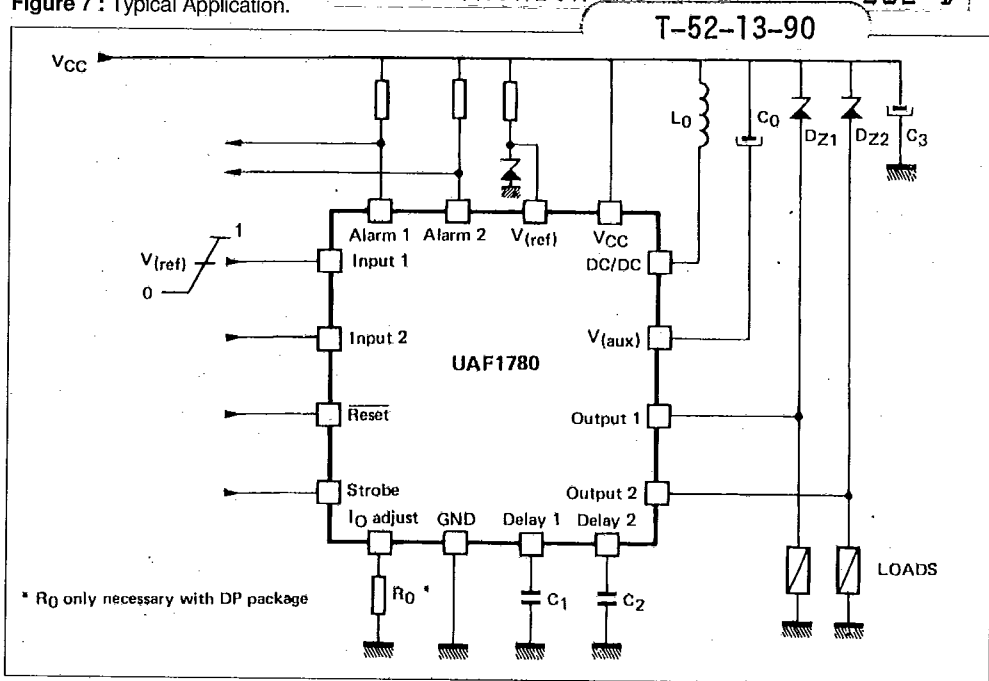 Figure 7 : Typical Application.
T-52-13-90
VCC
L0
C0
DZ1
DZ2
C3
Alarm 1 Alarm 2 V(ref) VCC
DC/DC
1
V(ref)
0
Input 1
Input 2
V(aux)
UAF1780
Reset
Output 1
Strobe
Output 2
IO adjust GND Delay 1 Delay 2
R0 *
C1
C2
LOADS
* R0 only necessary with DP package